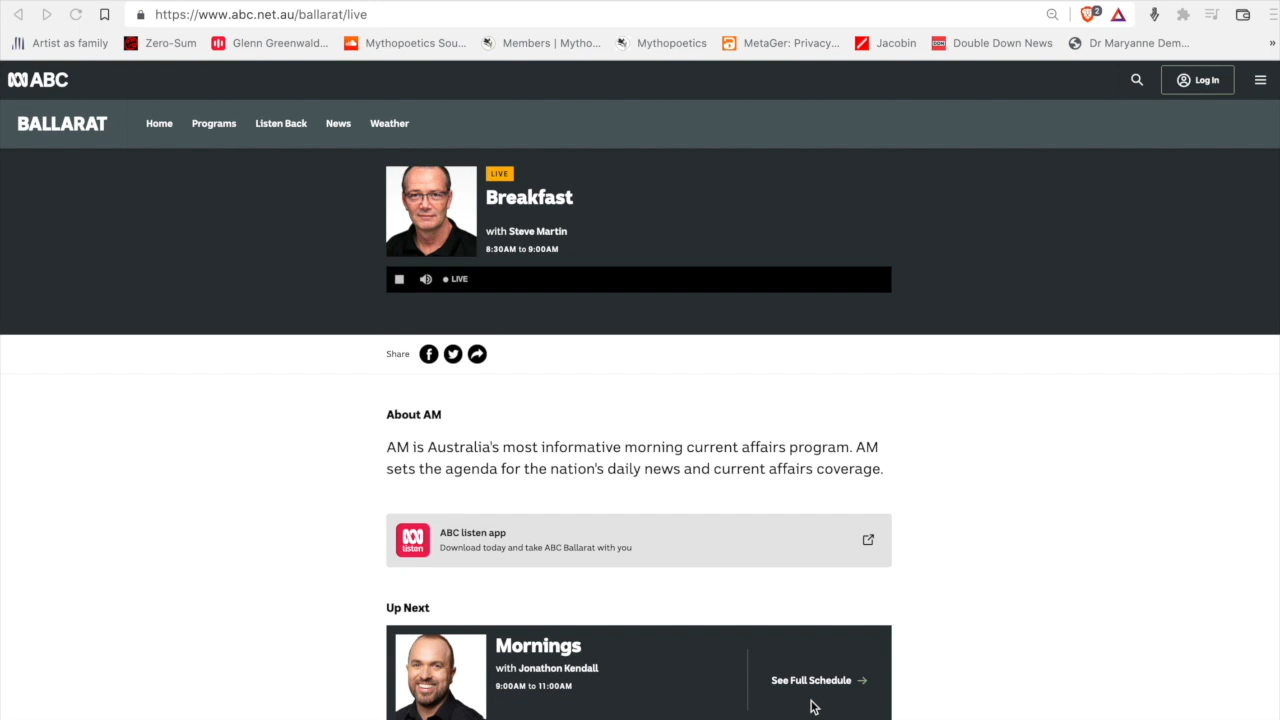 https://www.abc.net.au/ballarat/live
2
Artist as family
Zero-Sum
Glenn Greenwald...
Mythopoetics Sou...
Members | Mytho...
Mythopoetics
MetaGer: Privacy...
Jacobin
DDN
Double Down News
Dr Maryanne Dem...
»
ABC
Log In
BALLARAT
Home
Programs
Listen Back
News
Weather
LIVE
Breakfast
with Steve Martin
8:30AM to 9:00AM
LIVE
Share
About AM
AM is Australia's most informative morning current affairs program. AM
sets the agenda for the nation's daily news and current affairs coverage.
listen
ABC listen app
Download today and take ABC Ballarat with you
Up Next
Mornings
with Jonathon Kendall
9:00AM to 11:00AM
See Full Schedule